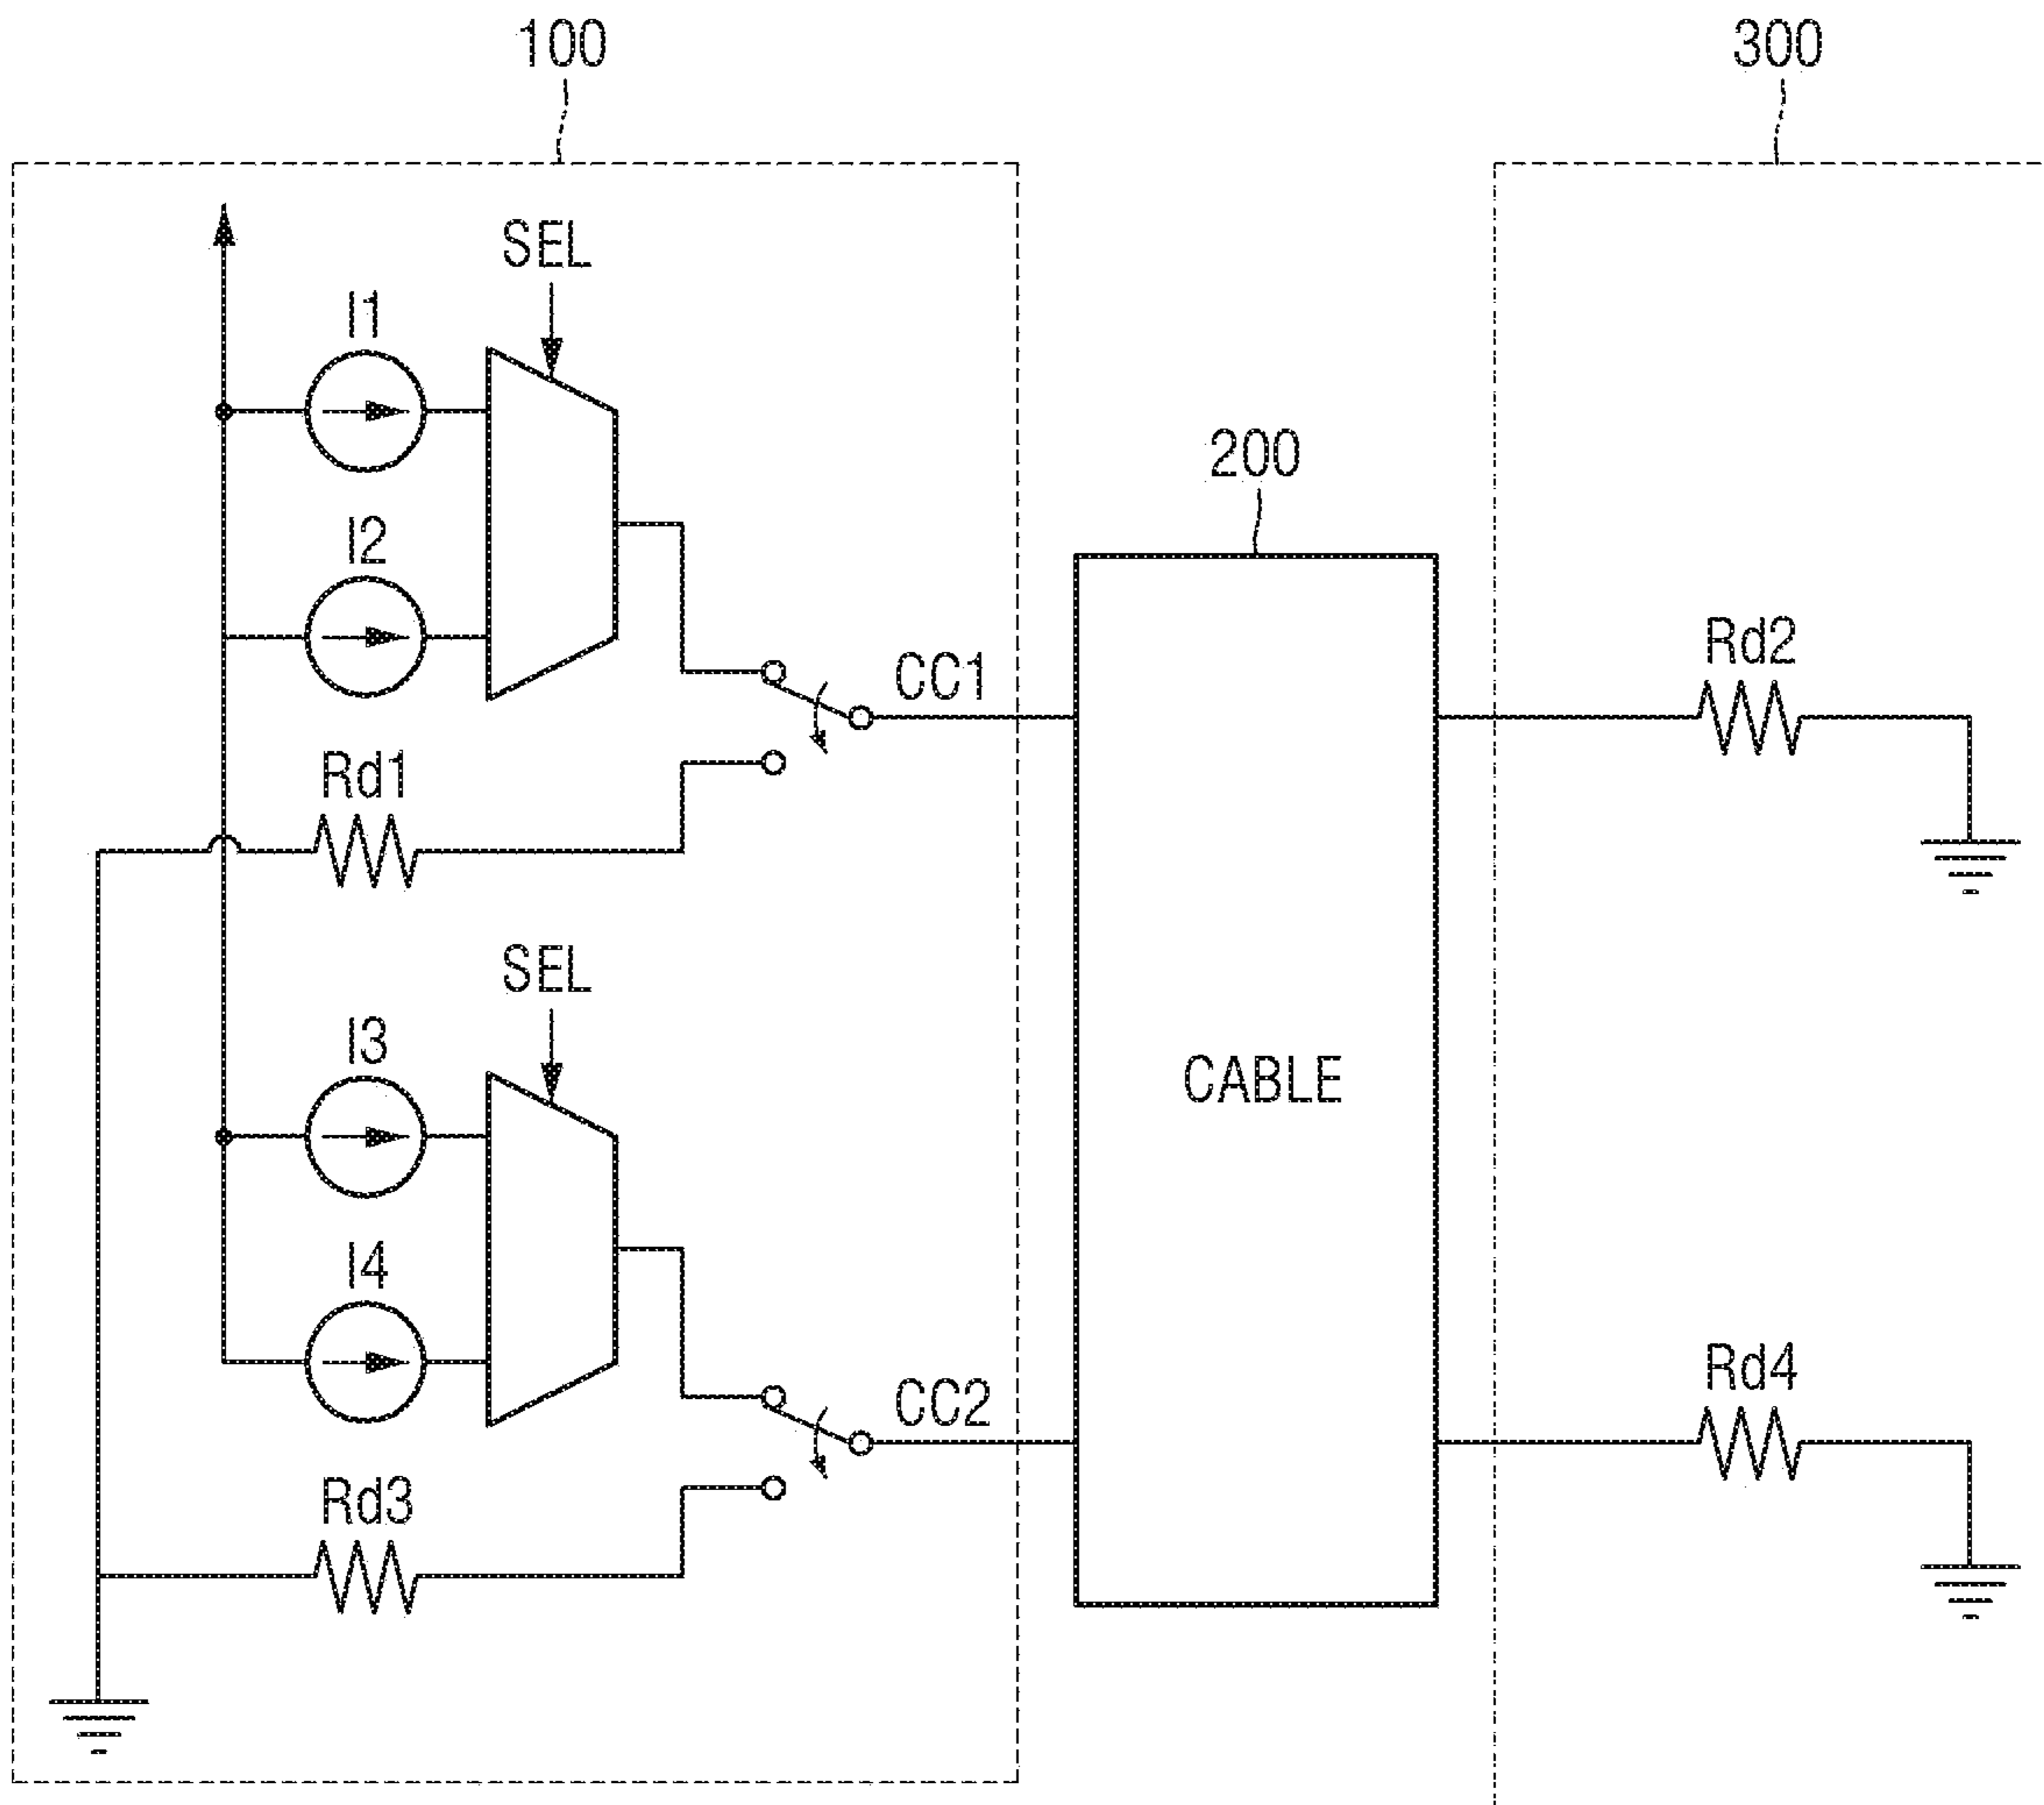 100
300
SEL
I1
200
I2
Rd2
CC1
Rd1
SEL
I3
CABLE
I4
Rd4
CC2
Rd3